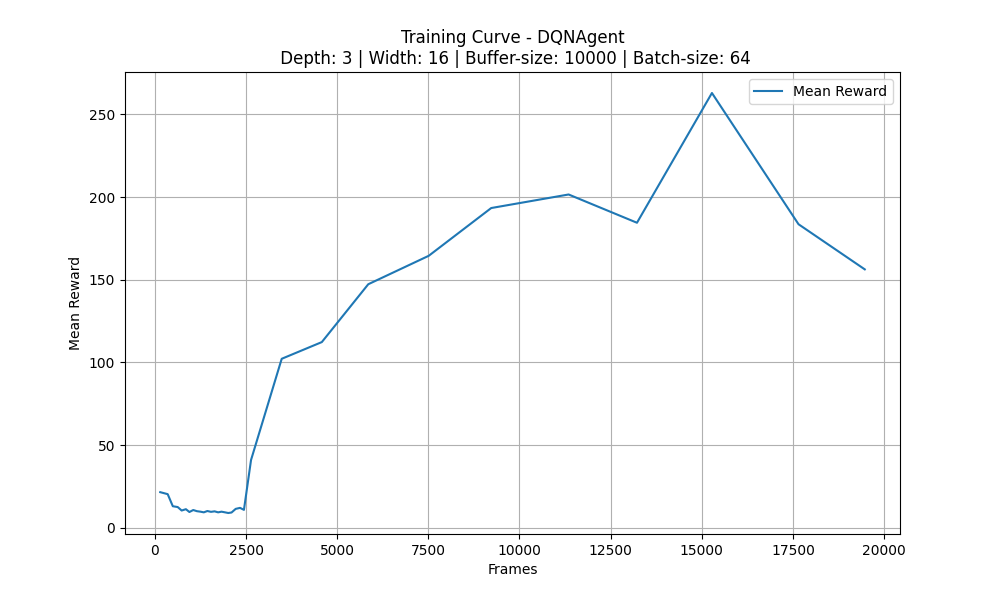 Training Curve - DQNAgent
Depth: 3 | Width: 16 | Buffer-size: 10000 | Batch-size: 64
Mean Reward
250
200
150
100
50
0
Mean Reward
0 2500 5000 7500 10000 12500 15000 17500 20000
Frames